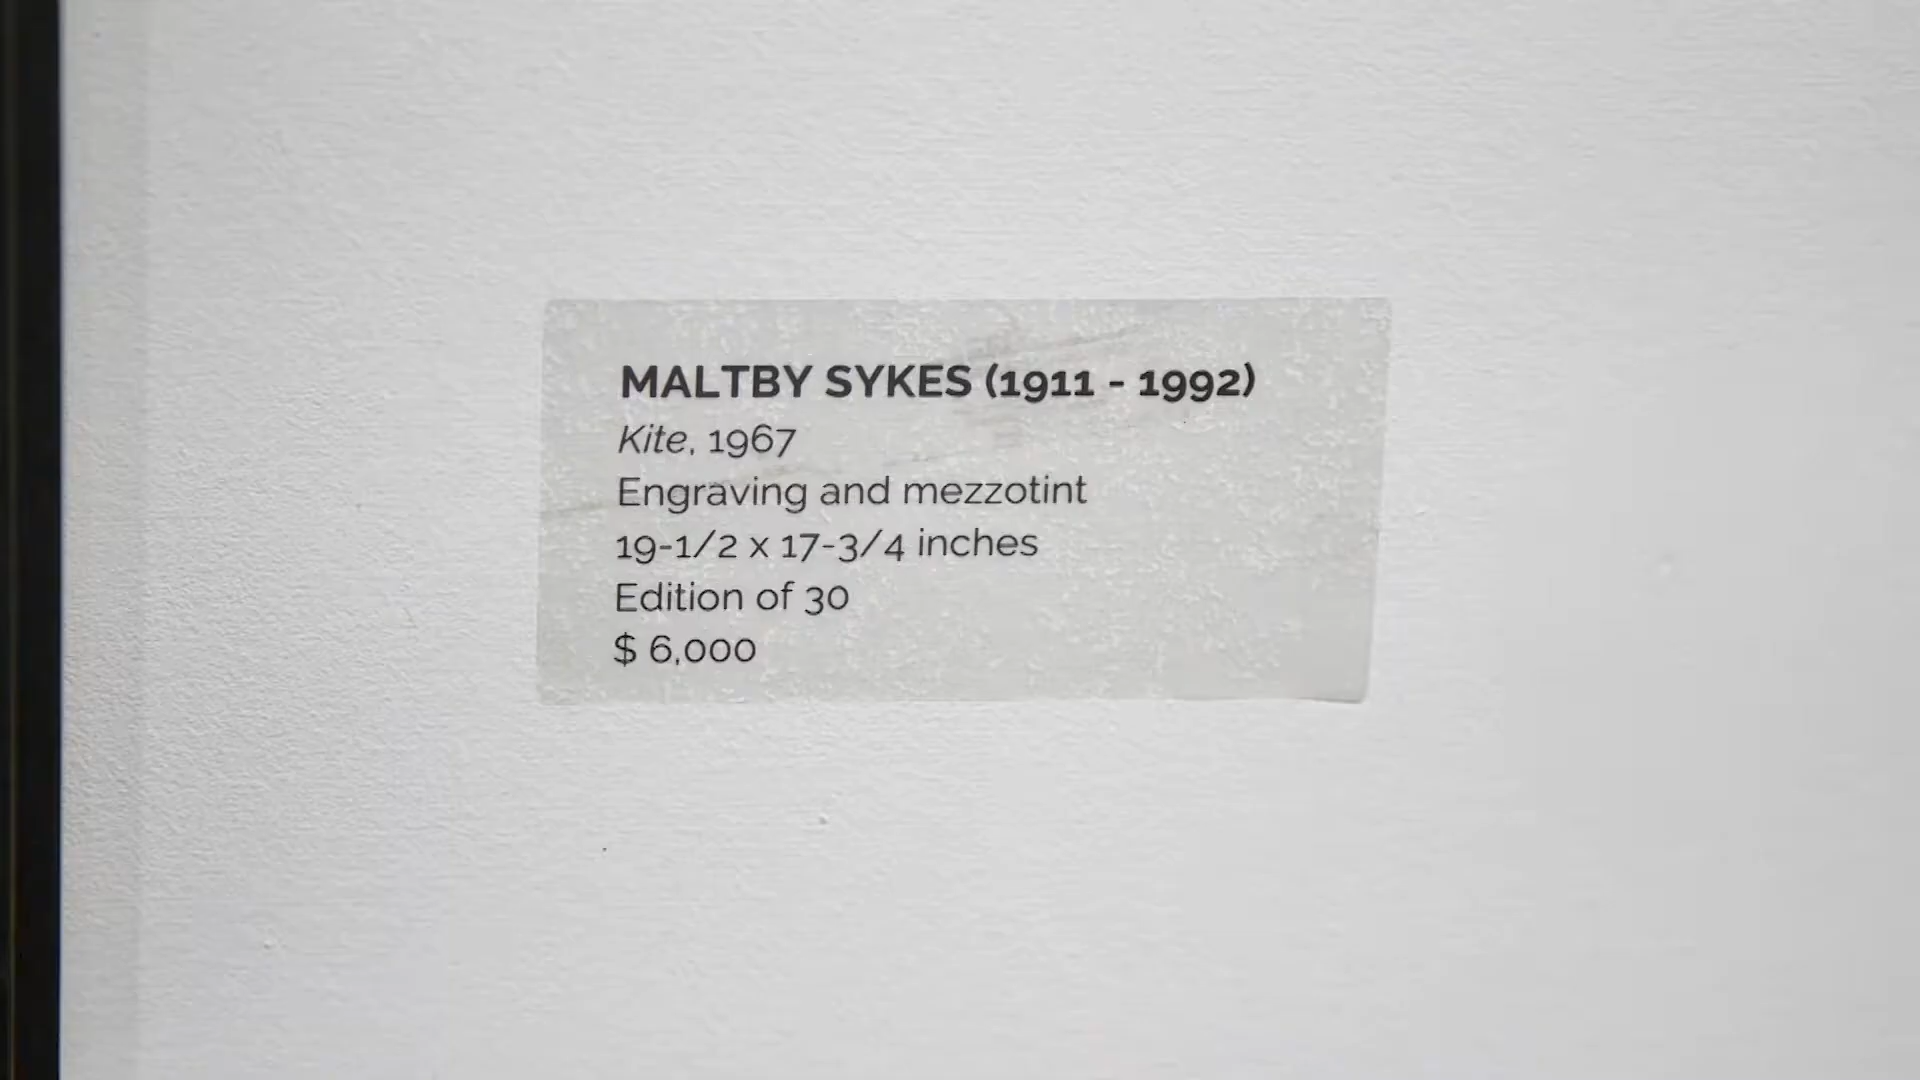 MALTBY SYKES (1911 - 1992)
Kite, 1967
Engraving and mezzotint
19-1/2 x 17-3/4 inches
Edition of 30
$ 6,000